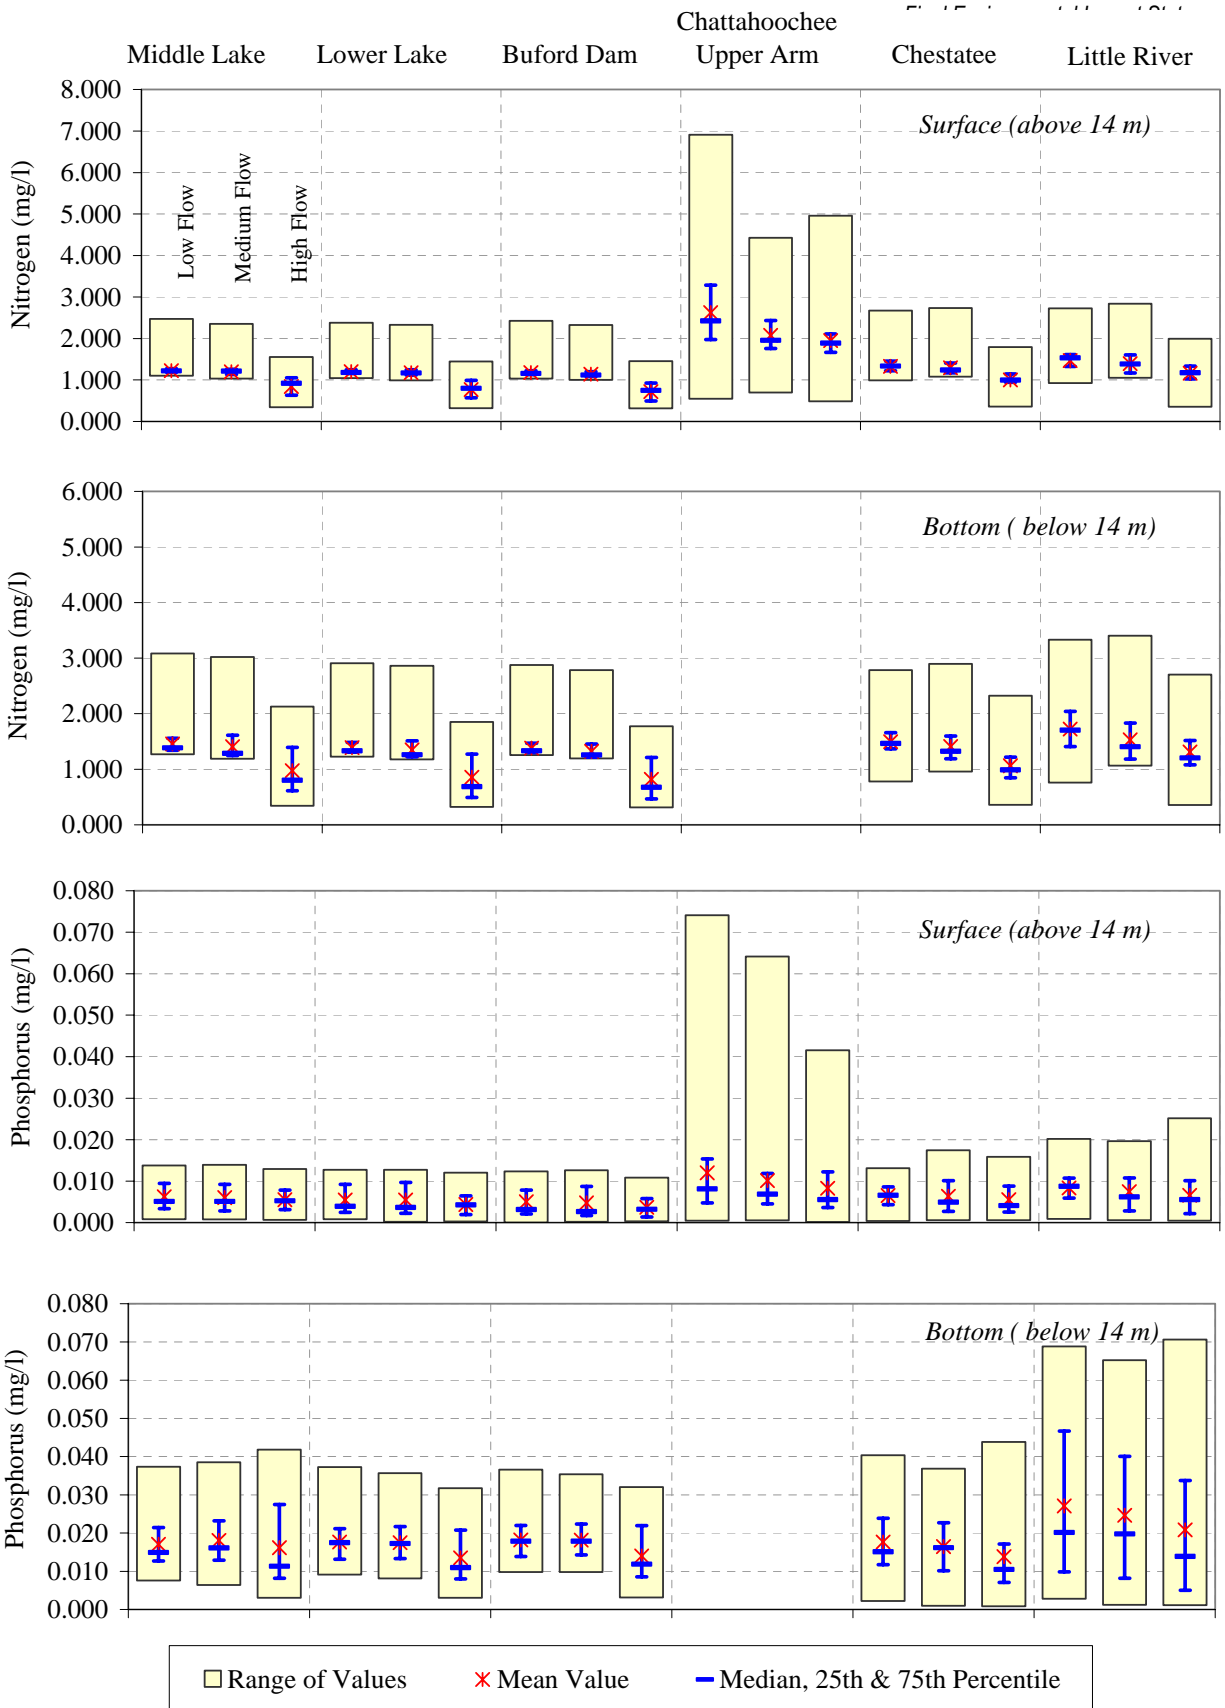 Chattahoochee
Middle Lake Lower Lake Buford Dam Upper Arm Chestatee Little River
Nitrogen (mg/l)
8.000
7.000
6.000
5.000
4.000
3.000
2.000
1.000
0.000
Surface (above 14 m)
Low Flow
Medium Flow
High Flow
Nitrogen (mg/l)
6.000
5.000
4.000
3.000
2.000
1.000
0.000
Bottom ( below 14 m)
Phosphorus (mg/l)
0.080
0.070
0.060
0.050
0.040
0.030
0.020
0.010
0.000
Surface (above 14 m)
Phosphorus (mg/l)
0.080
0.070
0.060
0.050
0.040
0.030
0.020
0.010
0.000
Bottom ( below 14 m)
Range of Values Mean Value Median, 25th & 75th Percentile